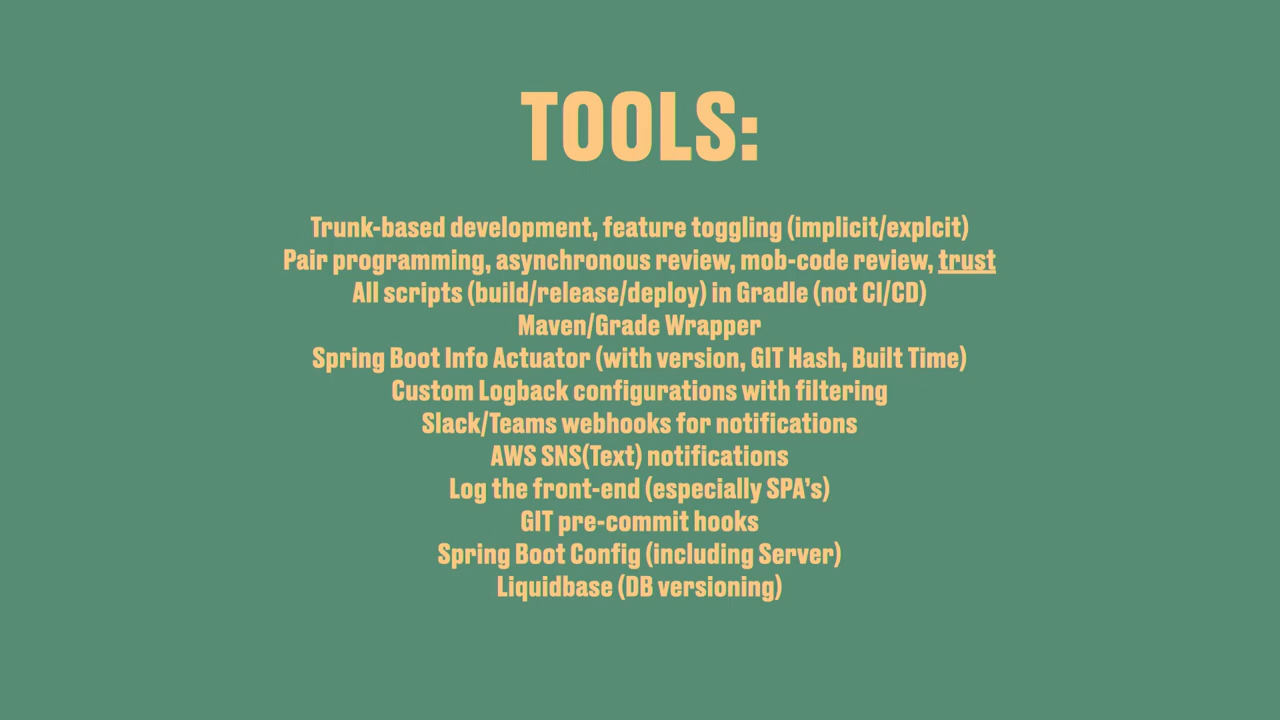 TOOLS:
Trunk-based development, feature toggling (implicit/explcit)
Pair programming, asynchronous review, mob-code review, trust
All scripts (build/release/deploy) in Gradle (not CI/CD)
Maven/Grade Wrapper
Spring Boot Info Actuator (with version, GIT Hash, Built Time)
Custom Logback configurations with filtering
Slack/Teams webhooks for notifications
AWS SNS(Text) notifications
Log the front-end (especially SPA’s)
GIT pre-commit hooks
Spring Boot Config (including Server)
Liquidbase (DB versioning)